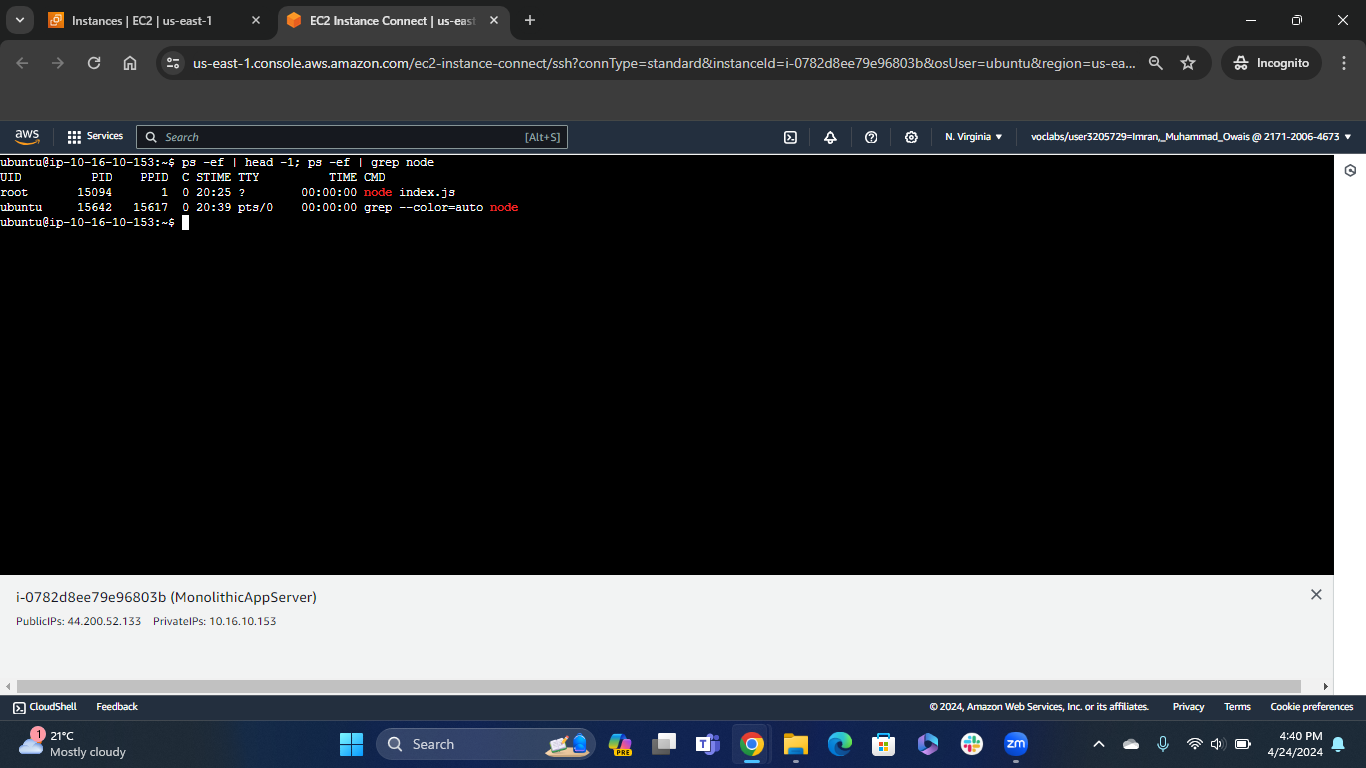 Instances | EC2 | us-east-1
EC2 Instance Connect | us-east
us-east-1.console.aws.amazon.com/ec2-instance-connect/ssh?connType=standard&instanceId=i-0782d8ee79e96803b&osUser=ubuntu&region=us-ea...
Incognito
aws
Services
Search
[Alt+S]
N. Virginia
voclabs/user3205729=Imran,_Muhammad_Owais @ 2171-2006-4673
ubuntu@ip-10-16-10-153:~$ ps -ef | head -1; ps -ef | grep node
UID          PID    PPID  C STIME TTY          TIME CMD
root       15094       1  0 20:25 ?        00:00:00 node index.js
ubuntu     15642   15617  0 20:39 pts/0    00:00:00 grep --color=auto node
ubuntu@ip-10-16-10-153:~$
i-0782d8ee79e96803b (MonolithicAppServer)
PublicIPs: 44.200.52.133    PrivateIPs: 10.16.10.153
CloudShell
Feedback
© 2024, Amazon Web Services, Inc. or its affiliates.
Privacy
Terms
Cookie preferences
1
21°C
Mostly cloudy
Search
PRE
zm
4:40 PM
4/24/2024